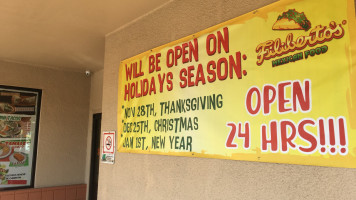 WILL BE OPEN ON
HOLIDAYS SEASON:
*NOV 28TH, THANKSGIVING
*DEC 25TH, CHRISTMAS
*JAN 1ST, NEW YEAR
Filiberto's
MEXICAN FOOD
OPEN
24 HRS!!!